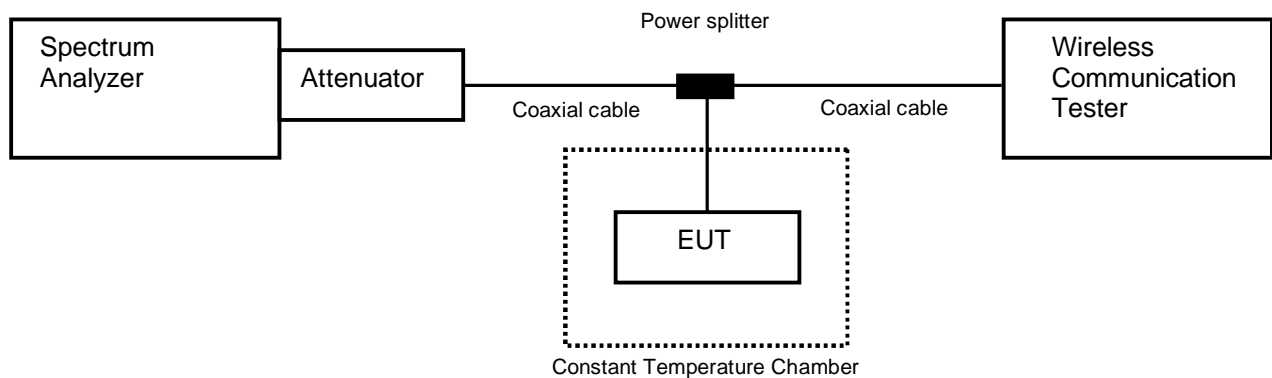 Power splitter
Spectrum
Analyzer
Attenuator
Wireless
Communication
Tester
Coaxial cable
Coaxial cable
EUT
Constant Temperature Chamber